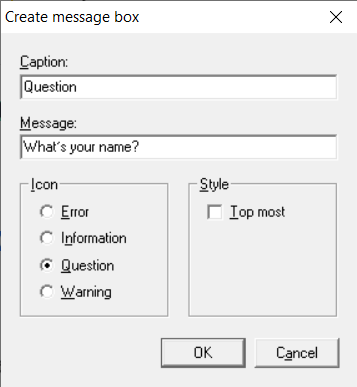 Create message box
Caption:
Question
Message:
What´s your name?
Icon
Error
Information
Question
Warning
Style
Top most
OK
Cancel